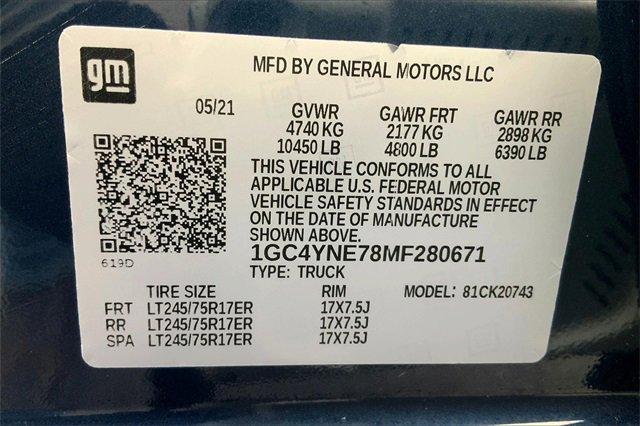 gm
MFD BY GENERAL MOTORS LLC
05/21 GVWR GAWR FRT GAWR RR
4740 KG 2177 KG 2898 KG
10450 LB 4800 LB 6390 LB
THIS VEHICLE CONFORMS TO ALL
APPLICABLE U.S. FEDERAL MOTOR
VEHICLE SAFETY STANDARDS IN EFFECT
ON THE DATE OF MANUFACTURE
SHOWN ABOVE.
619D
1GC4YNE78MF280671
TYPE: TRUCK
TIRE SIZE RIM MODEL: 81CK20743
FRT LT245/75R17ER 17X7.5J
RR LT245/75R17ER 17X7.5J
SPA LT245/75R17ER 17X7.5J